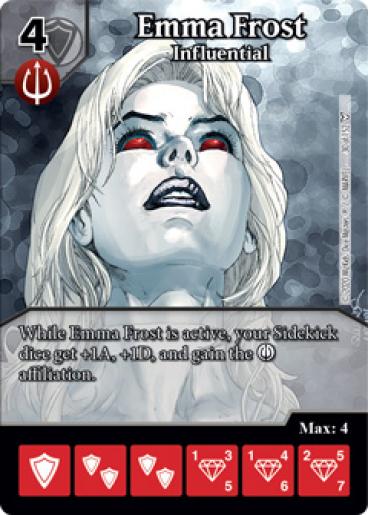 4
Emma Frost
Influential
While Emma Frost is active, your Sidekick
dice get +1A, +1D, and gain the
affiliation.
Max: 4
1 3
5
1 4
6
2 5
7